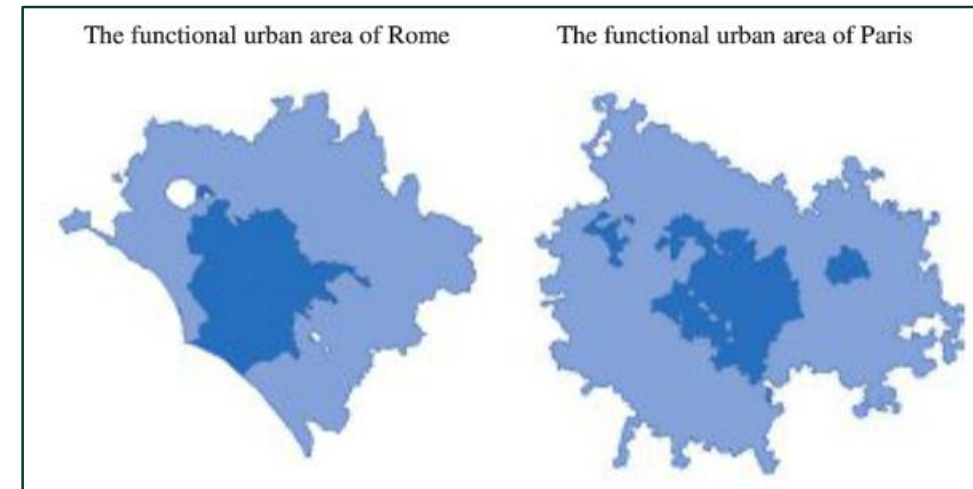 The functional urban area of Rome
The functional urban area of Paris